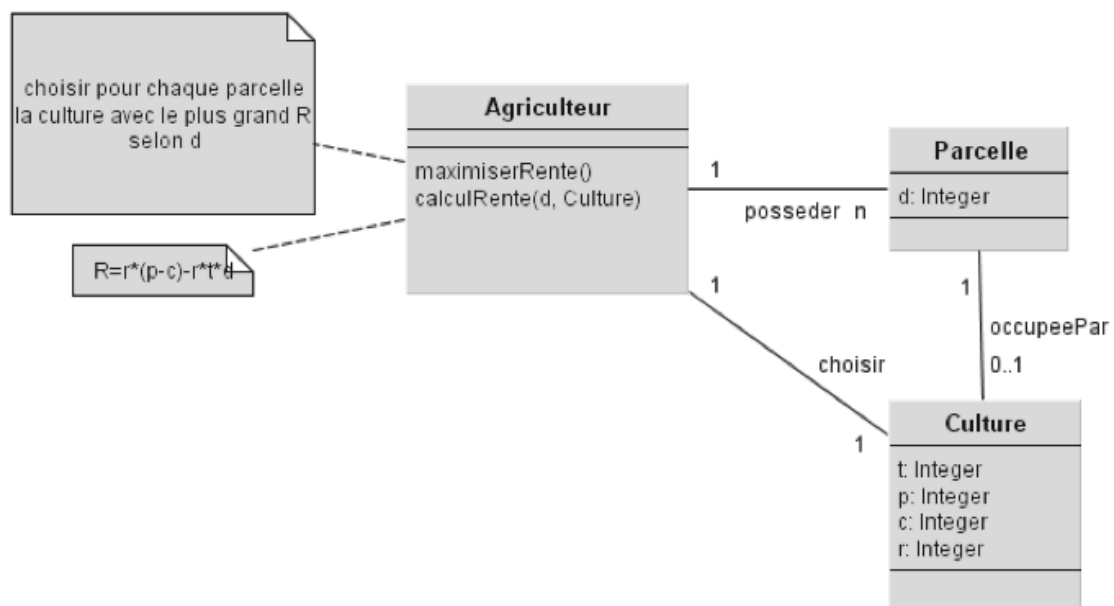 choisir pour chaque parcelle
la culture avec le plus grand R
selon d
R=r*(p-c)-r*t*d
Agriculteur
maximiserRente()
calculRente(d, Culture)
1
posseder n
Parcelle
d: Integer
1
choisir
1
1
occupeePar
0..1
Culture
t: Integer
p: Integer
c: Integer
r: Integer